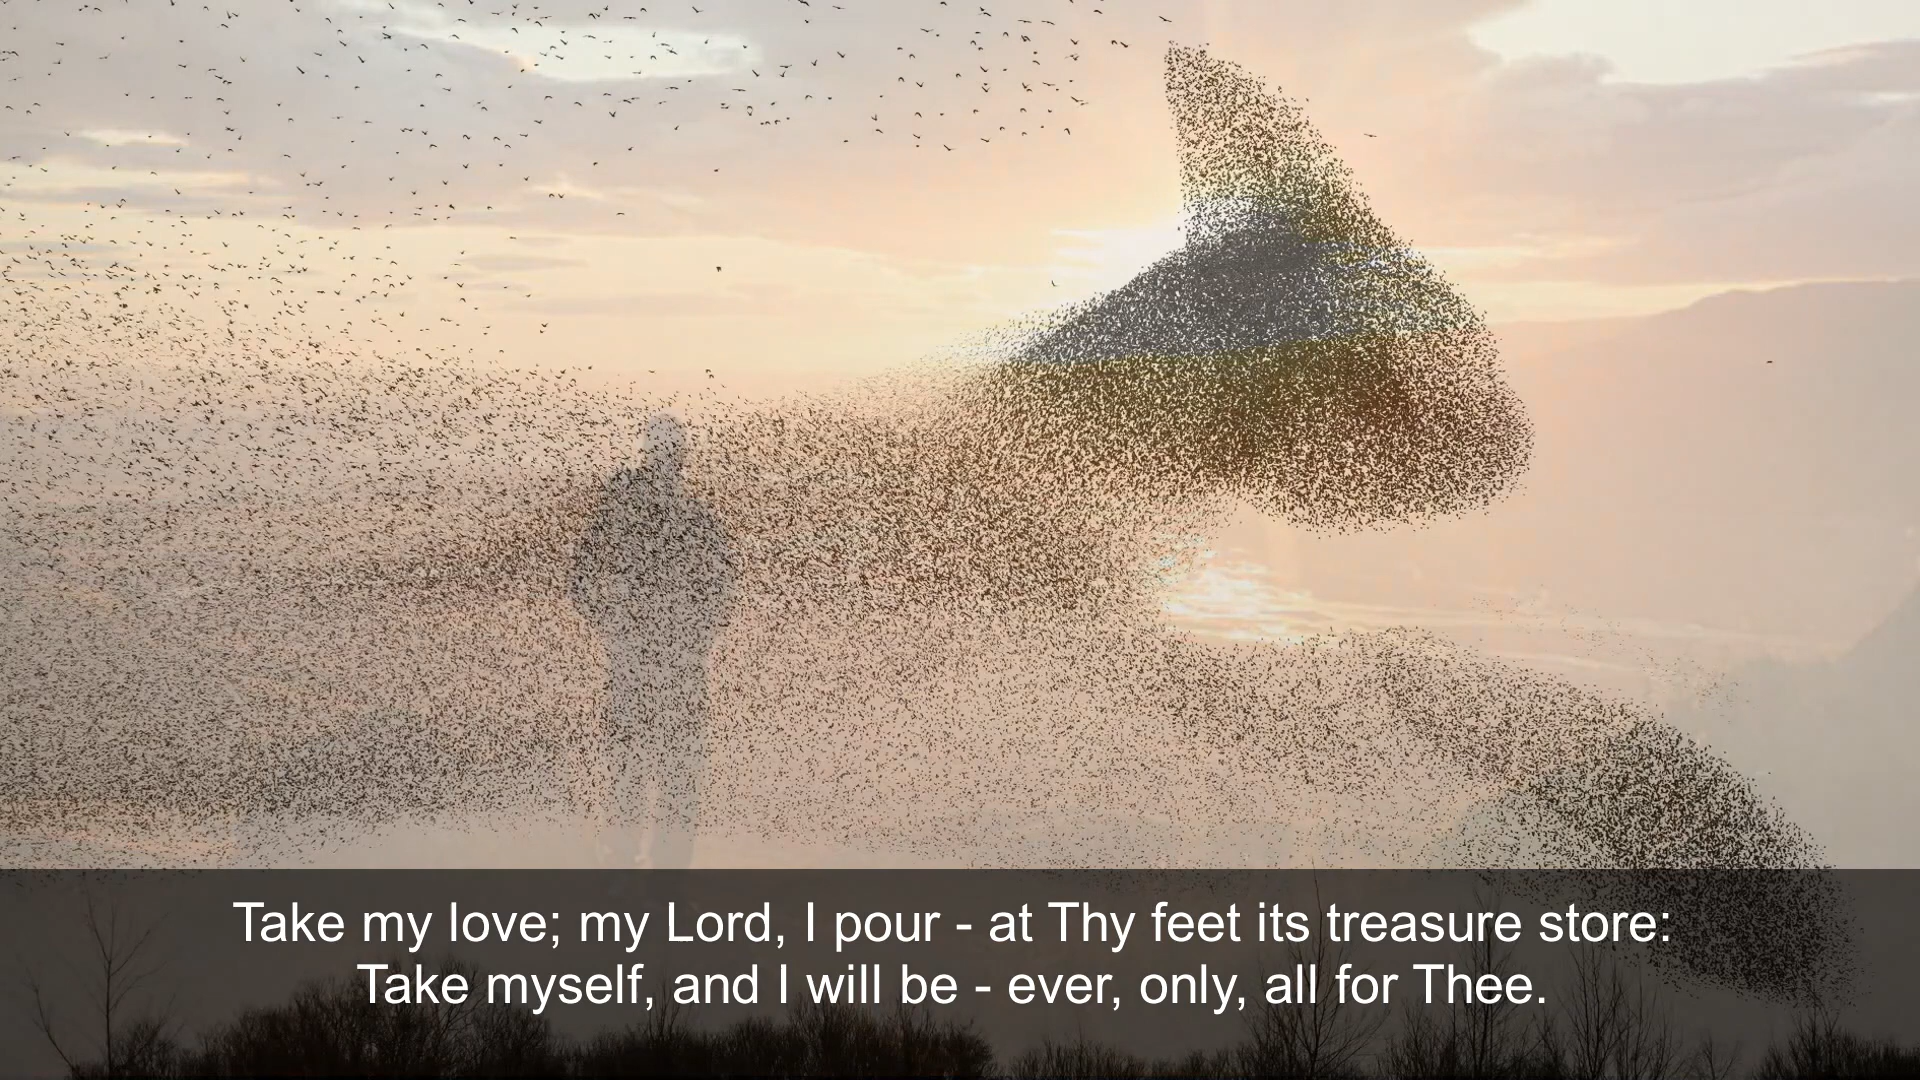 Take my love; my Lord, I pour - at Thy feet its treasure store:
Take myself, and I will be - ever, only, all for Thee.